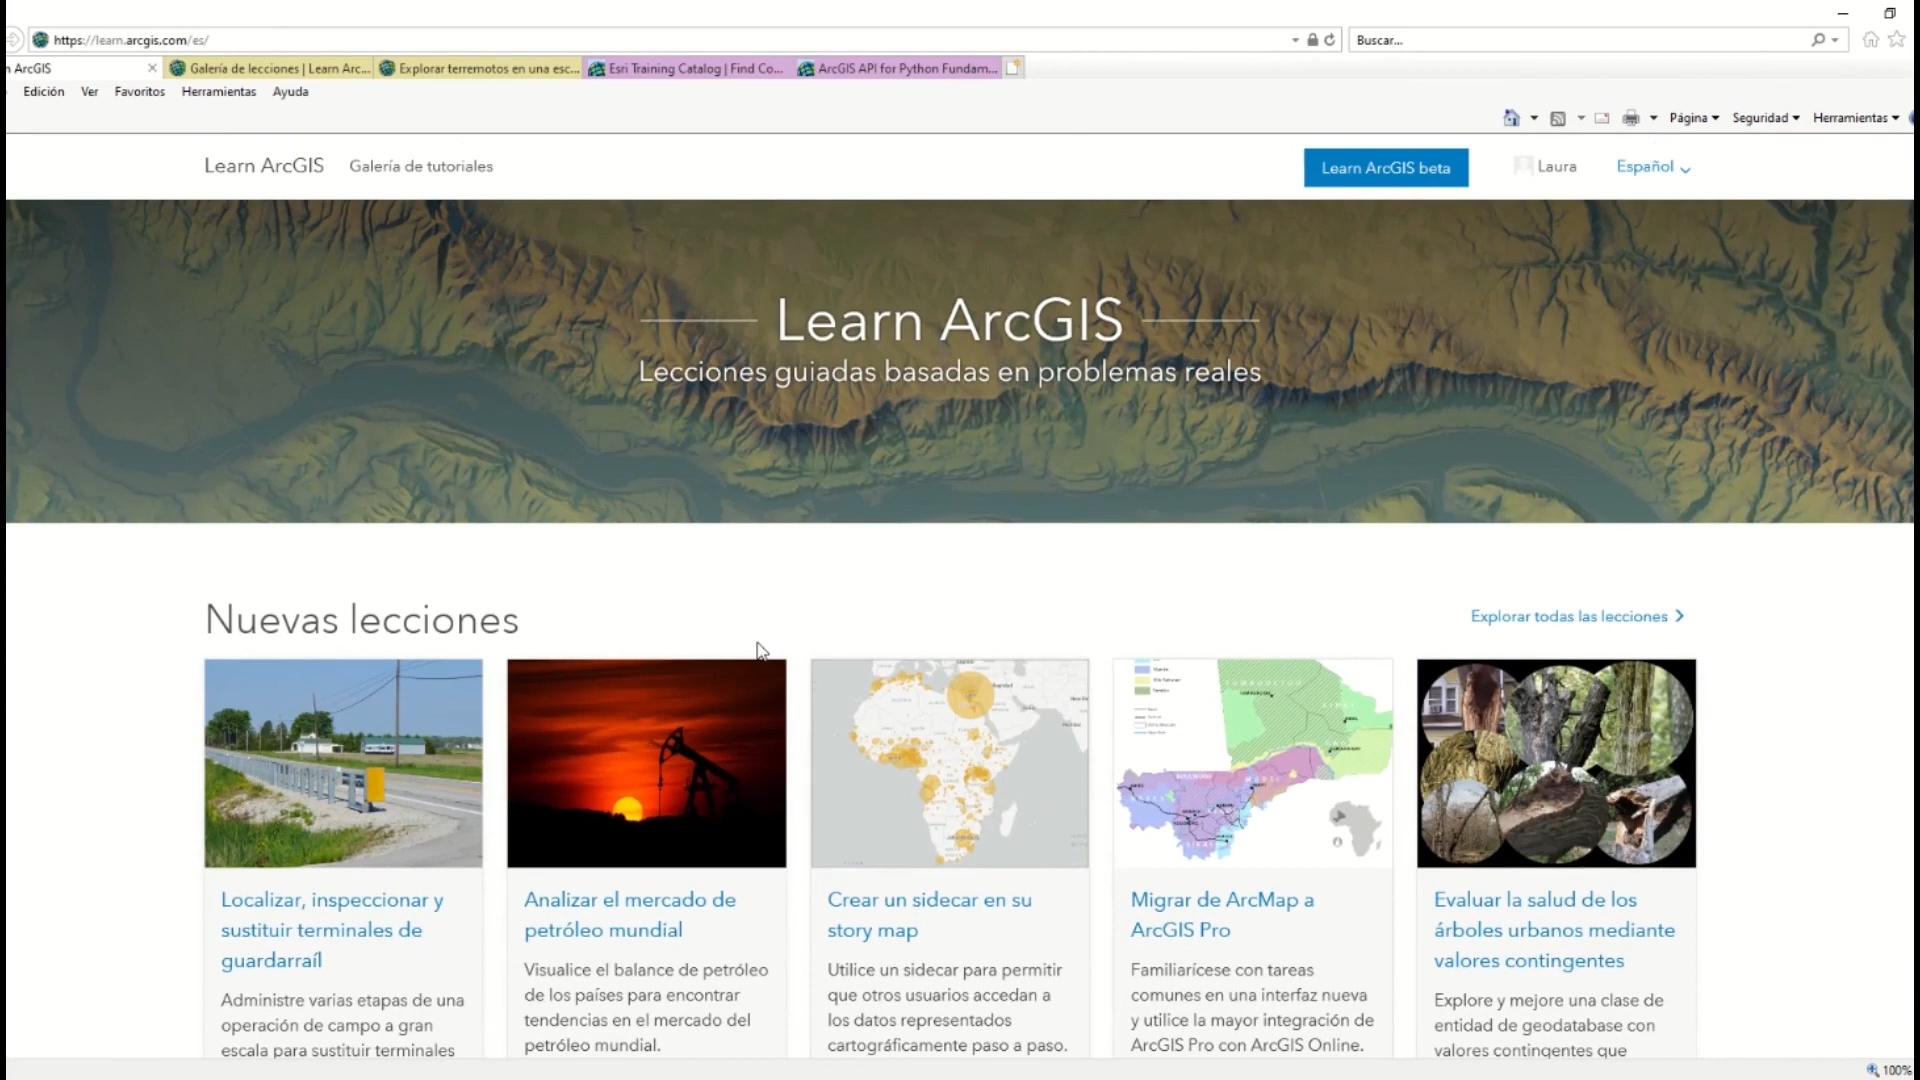 https://learn.arcgis.com/es/
Buscar...
n ArcGIS
Galería de lecciones | Learn Arc...
Explorar terremotos en una esc...
Esri Training Catalog | Find Co...
ArcGIS API for Python Fundam...
Edición Ver Favoritos Herramientas Ayuda
Página Seguridad Herramientas
Learn ArcGIS Galería de tutoriales
Learn ArcGIS beta
Laura
Español
Learn ArcGIS
Lecciones guiadas basadas en problemas reales
Nuevas lecciones
Explorar todas las lecciones
Localizar, inspeccionar y
sustituir terminales de
guardarraíl
Administre varias etapas de una
operación de campo a gran
escala para sustituir terminales
Analizar el mercado de
petróleo mundial
Visualice el balance de petróleo
de los países para encontrar
tendencias en el mercado del
petróleo mundial.
Crear un sidecar en su
story map
Utilice un sidecar para permitir
que otros usuarios accedan a
los datos representados
cartográficamente paso a paso.
Migrar de ArcMap a
ArcGIS Pro
Familiarícese con tareas
comunes en una interfaz nueva
y utilice la mayor integración de
ArcGIS Pro con ArcGIS Online.
Evaluar la salud de los
árboles urbanos mediante
valores contingentes
Explore y mejore una clase de
entidad de geodatabase con
valores contingentes que
100%